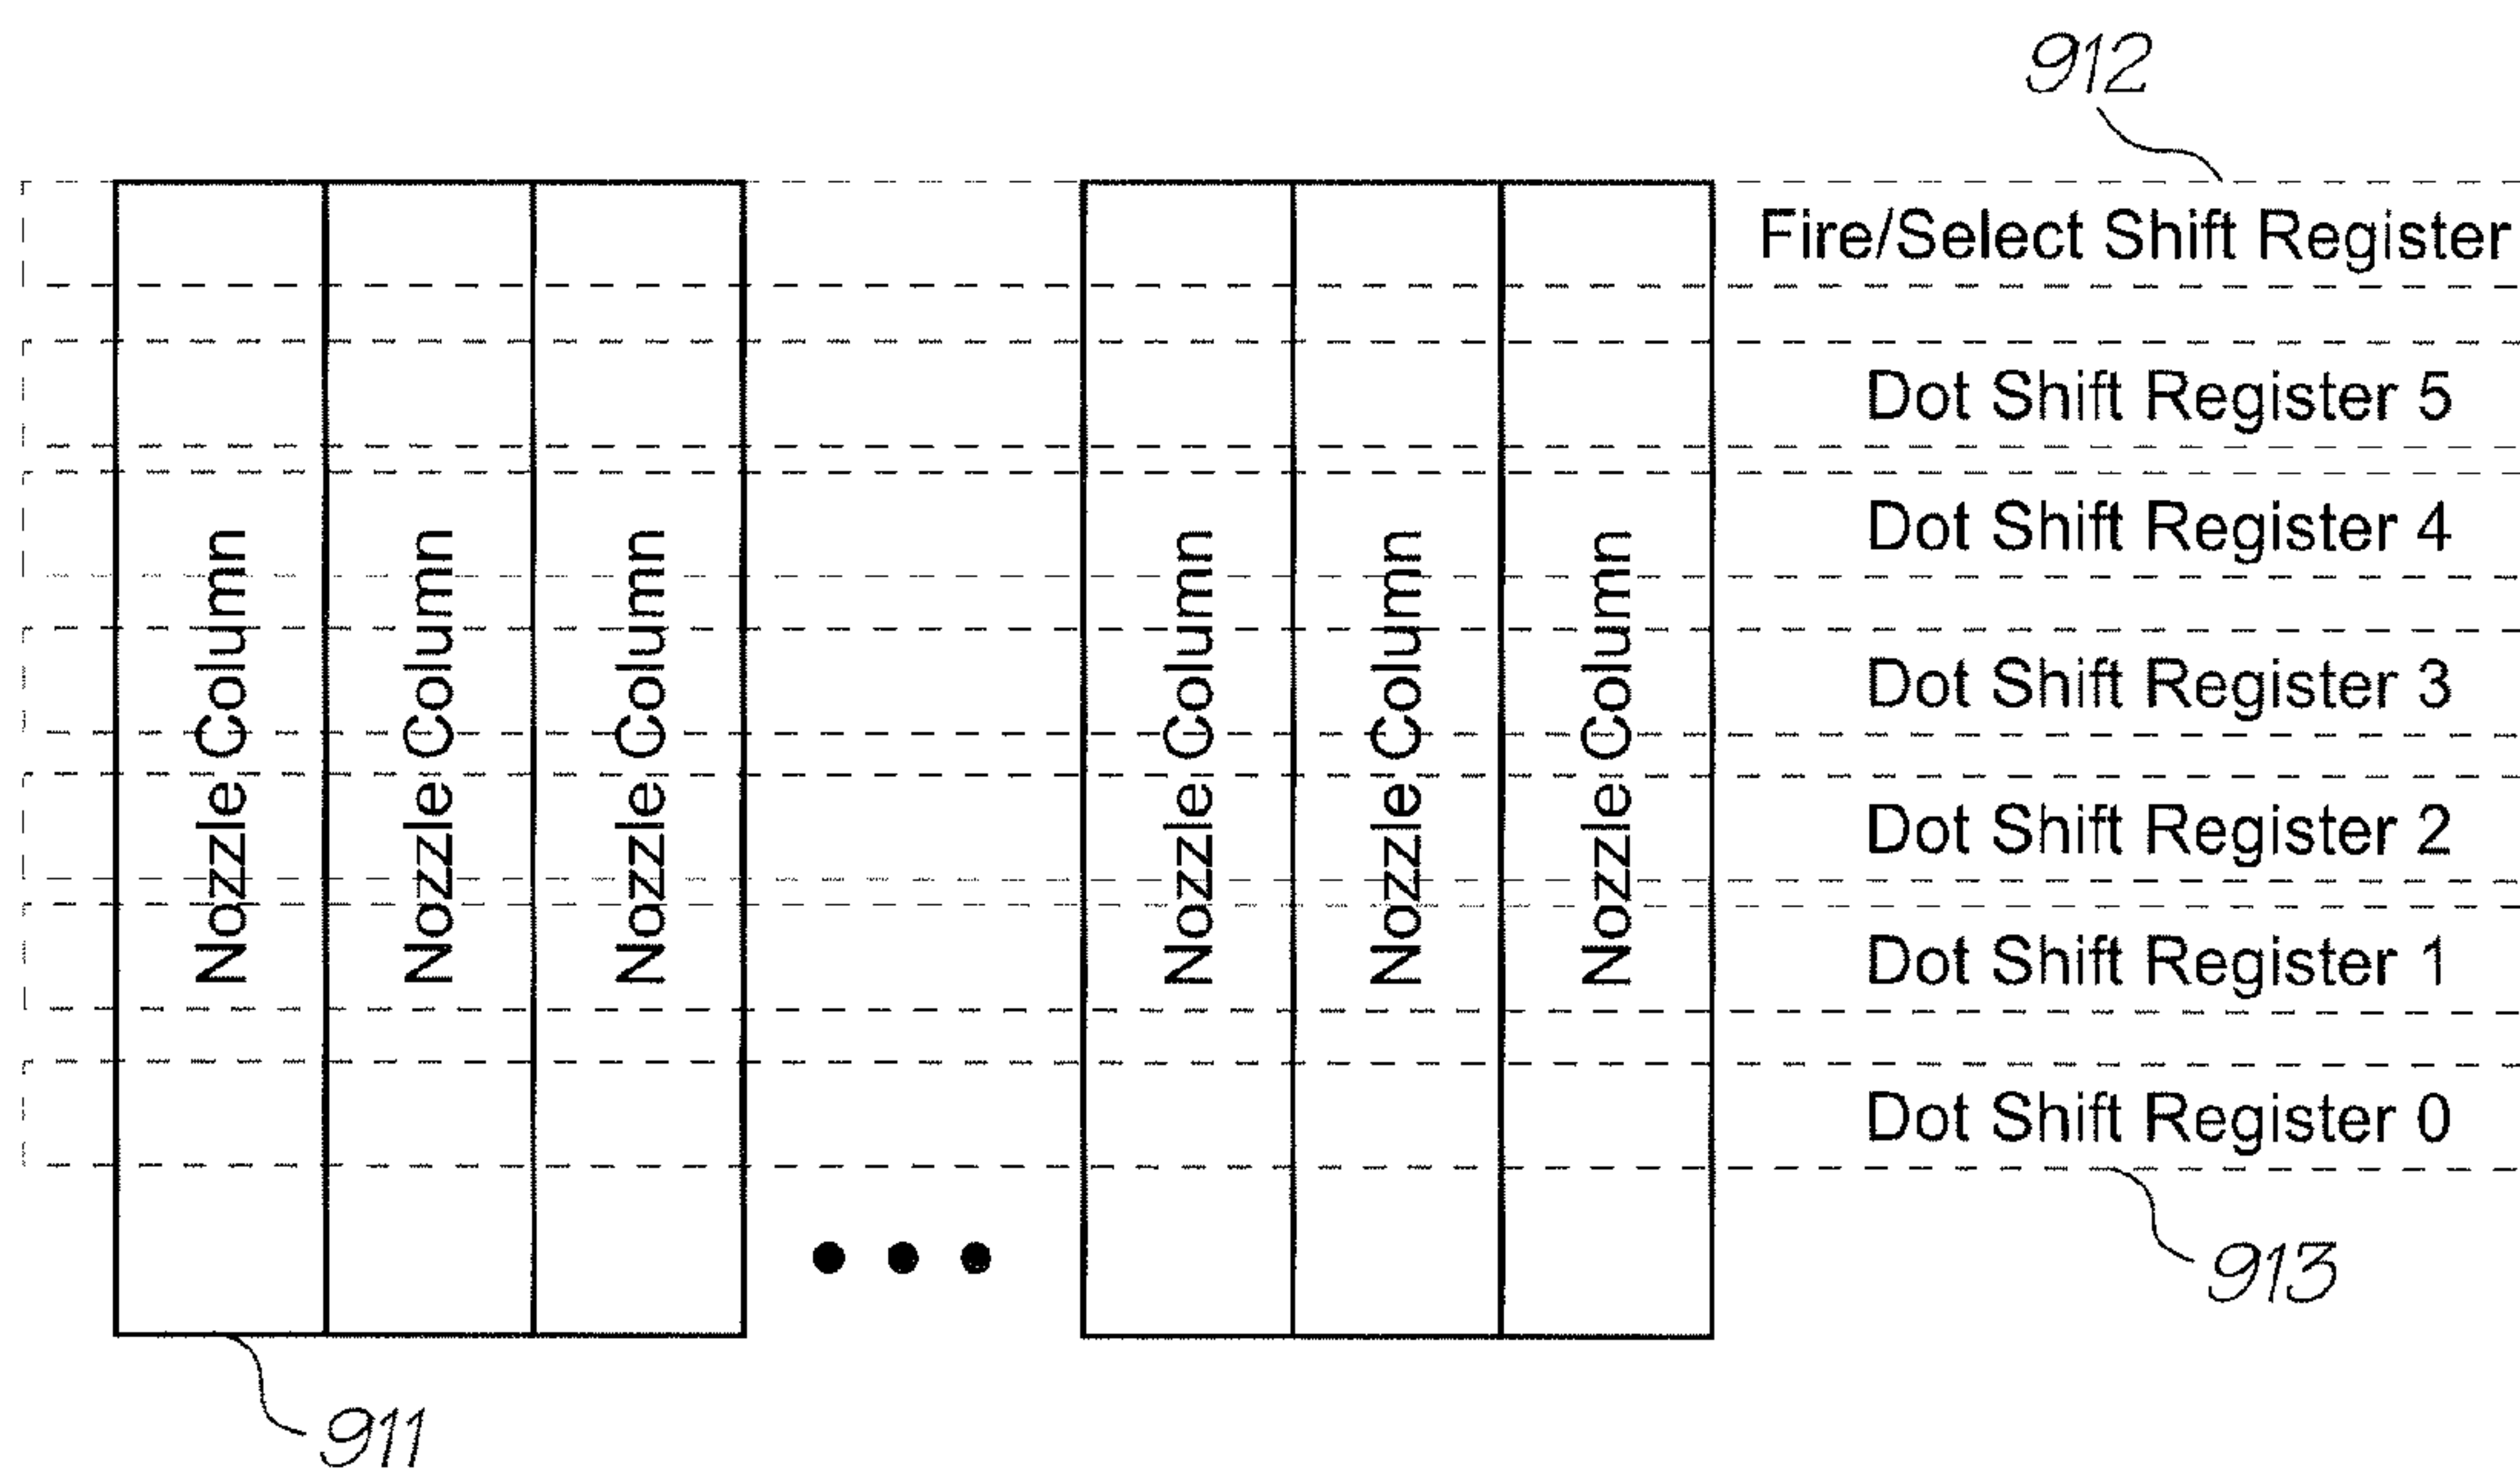 912
Fire/Select Shift Register
Dot Shift Register 5
Dot Shift Register 4
Dot Shift Register 3
Dot Shift Register 2
Dot Shift Register 1
Dot Shift Register 0
Nozzle Column
Nozzle Column
Nozzle Column
Nozzle Column
Nozzle Column
Nozzle Column
913
911